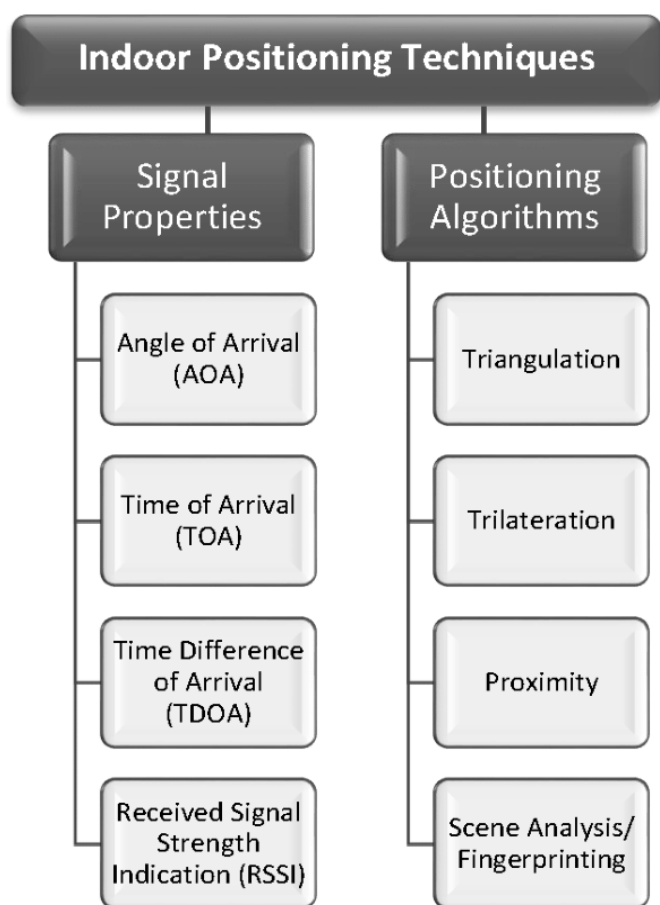 Indoor Positioning Techniques
Signal
Properties
Angle of Arrival
(AOA)
Time of Arrival
(TOA)
Time Difference
of Arrival
(TDOA)
Received Signal
Strength
Indication (RSSI)
Positioning
Algorithms
Triangulation
Trilateration
Proximity
Scene Analysis/
Fingerprinting